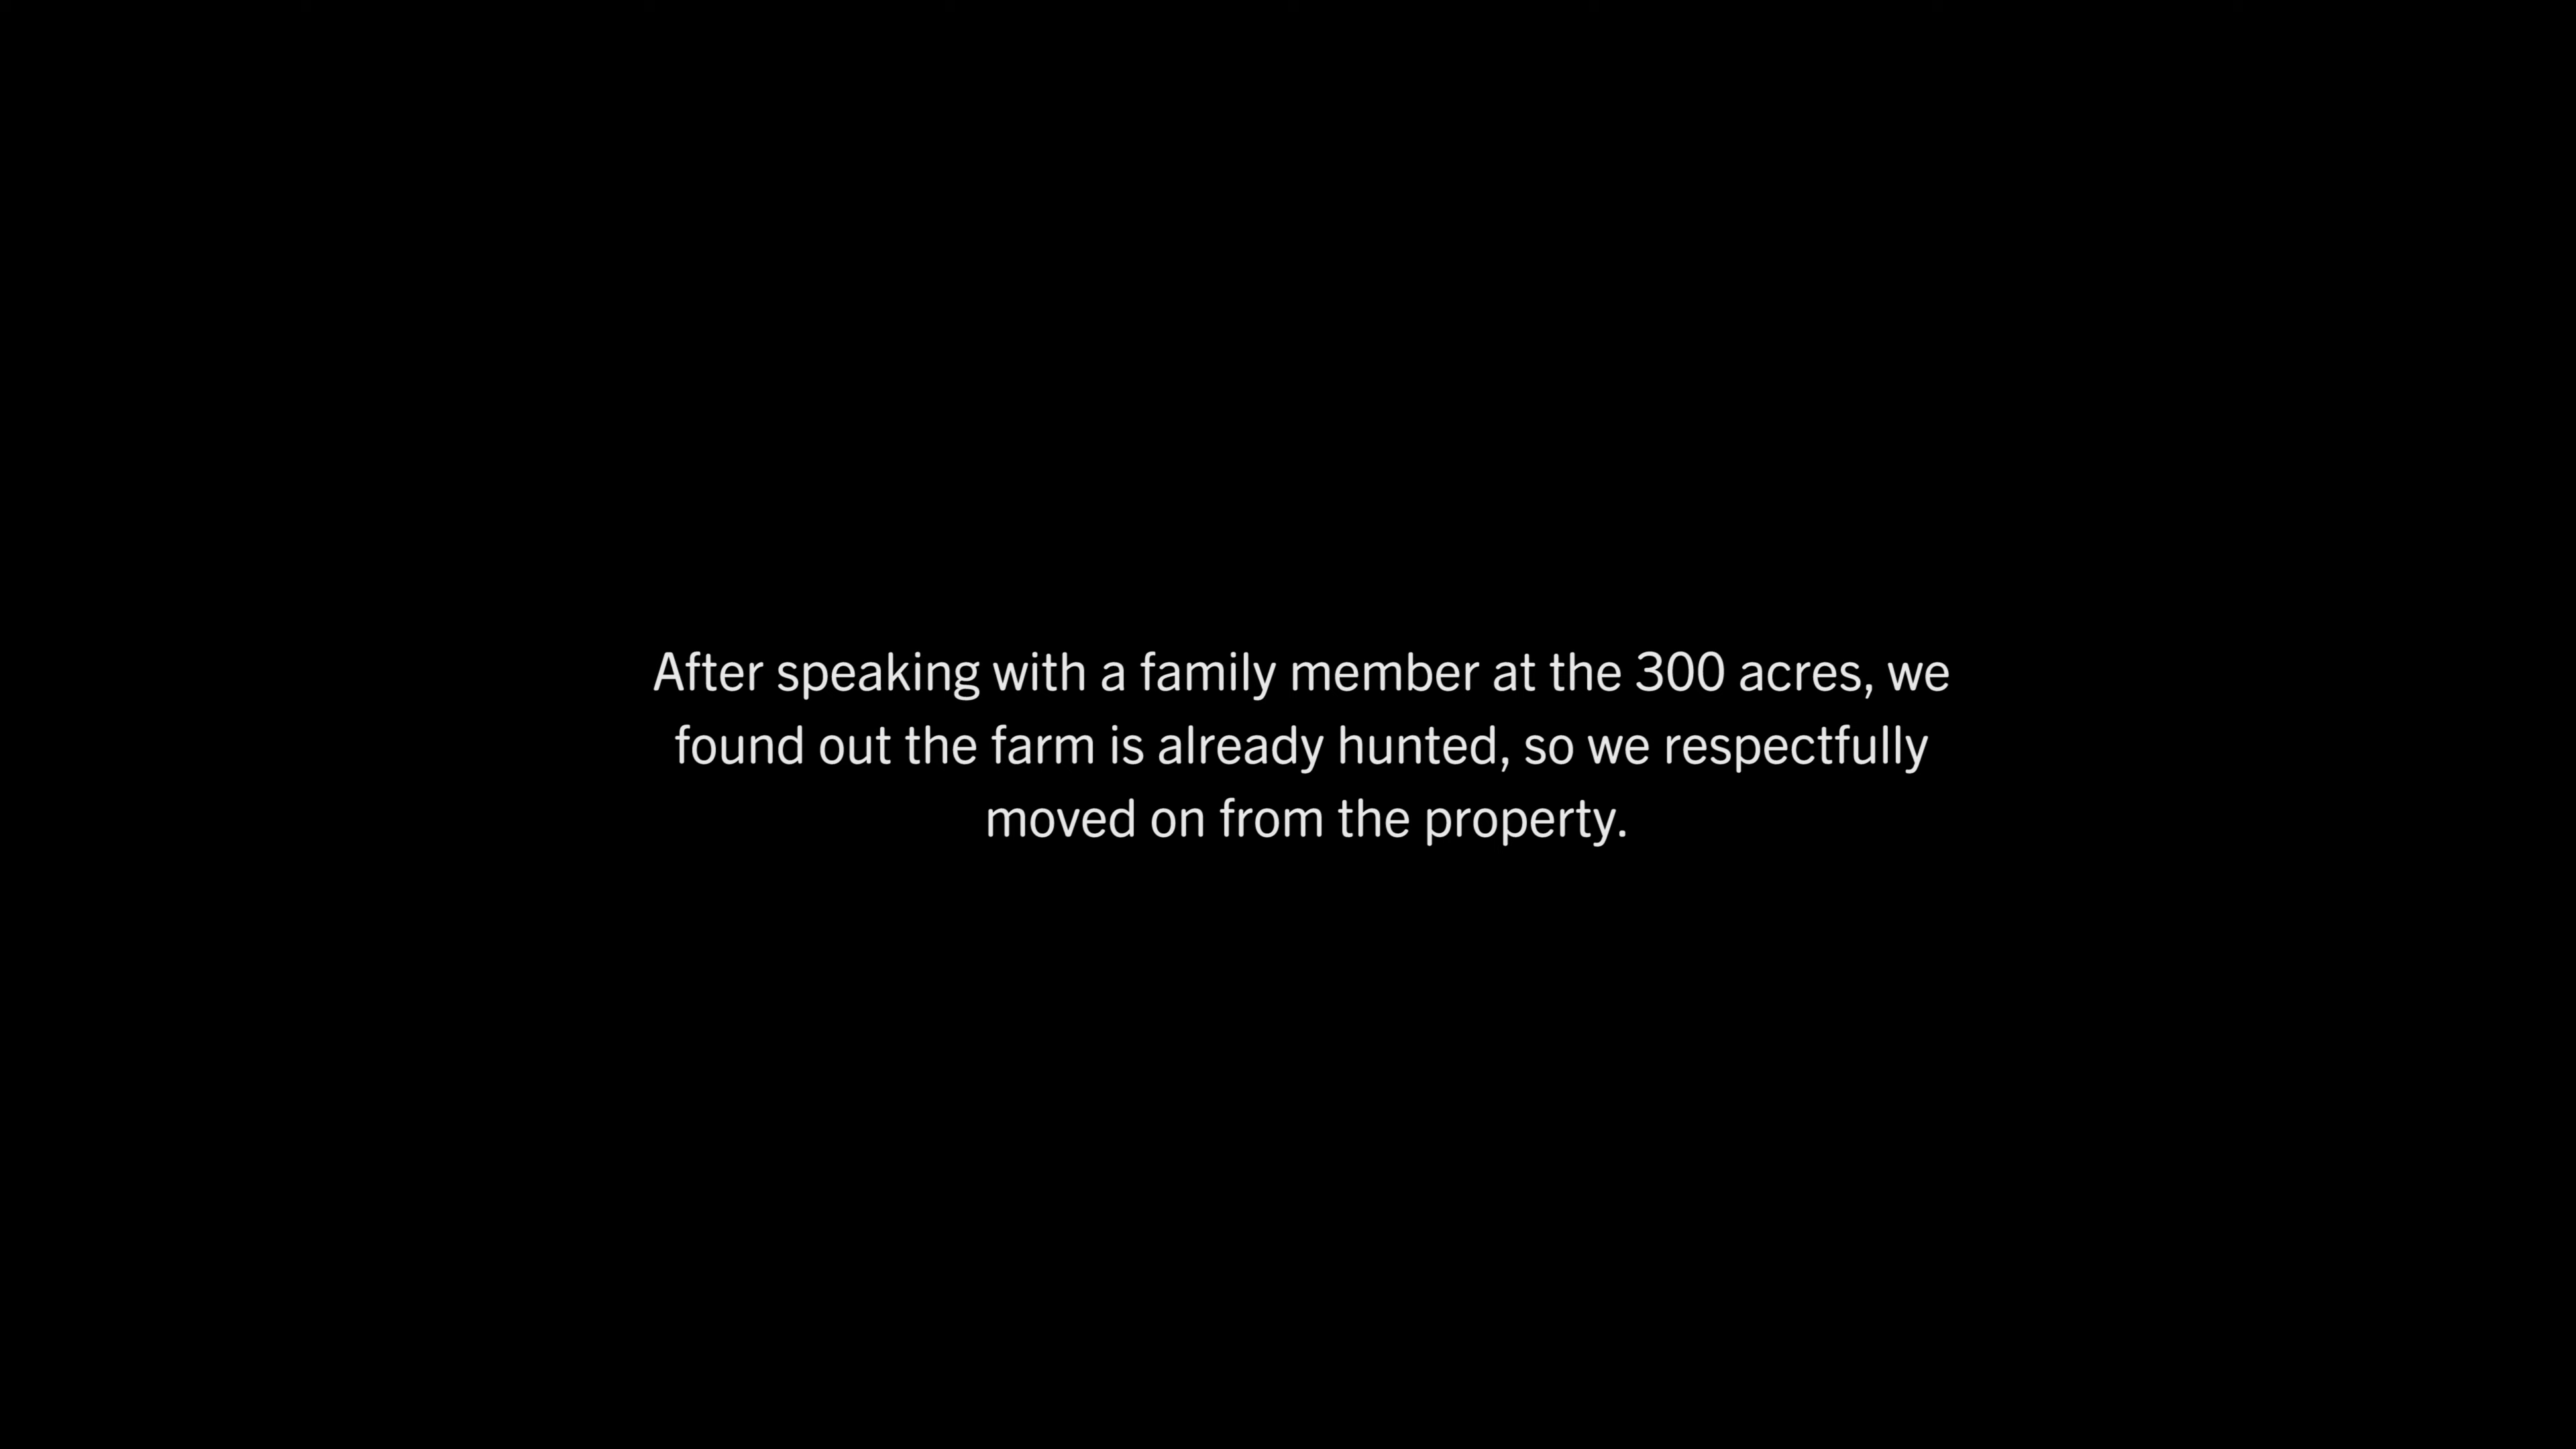 After speaking with a family member at the 300 acres, we
found out the farm is already hunted, so we respectfully
moved on from the property.